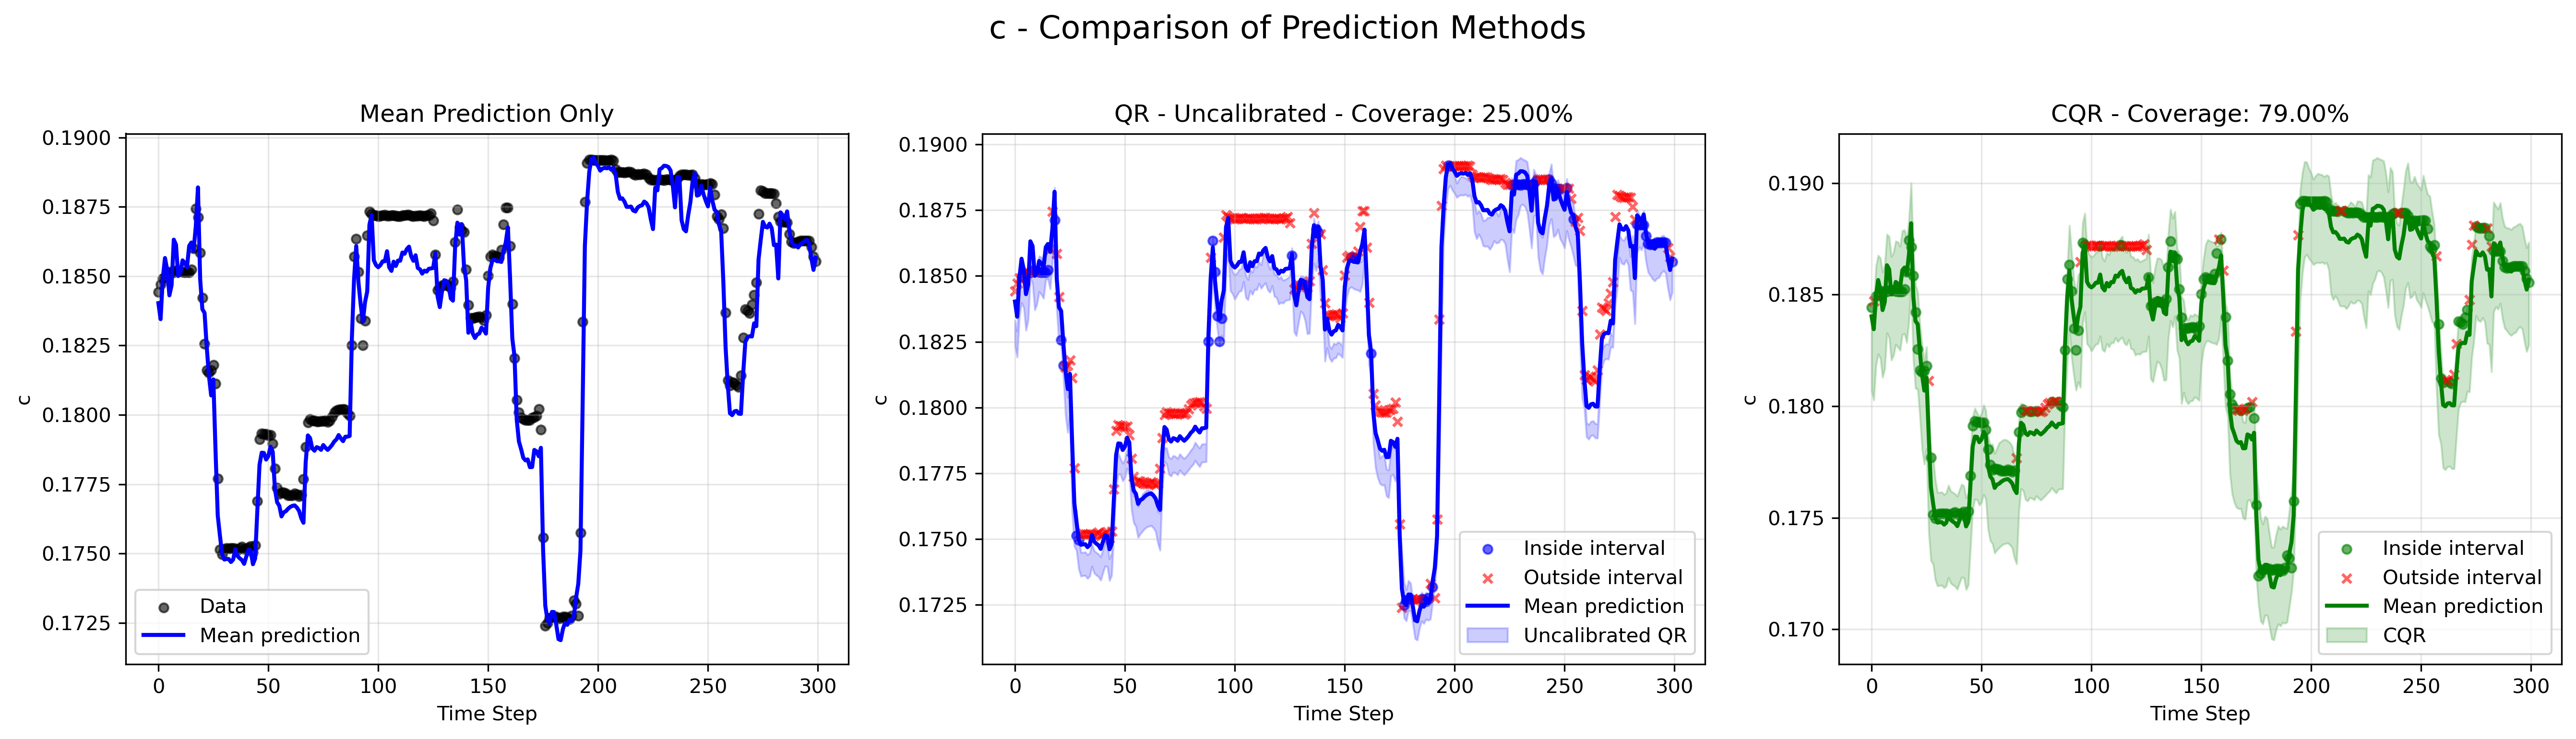 c - Comparison of Prediction Methods
Mean Prediction Only
0.1900
0.1875
0.1850
0.1825
0.1800
0.1775
0.1750
0.1725
c
0 50 100 150 200 250 300
Time Step
Data
Mean prediction
QR - Uncalibrated - Coverage: 25.00%
0.1900
0.1875
0.1850
0.1825
0.1800
0.1775
0.1750
0.1725
c
0 50 100 150 200 250 300
Time Step
Inside interval
Outside interval
Mean prediction
Uncalibrated QR
CQR - Coverage: 79.00%
0.190
0.185
0.180
0.175
0.170
c
0 50 100 150 200 250 300
Time Step
Inside interval
Outside interval
Mean prediction
CQR